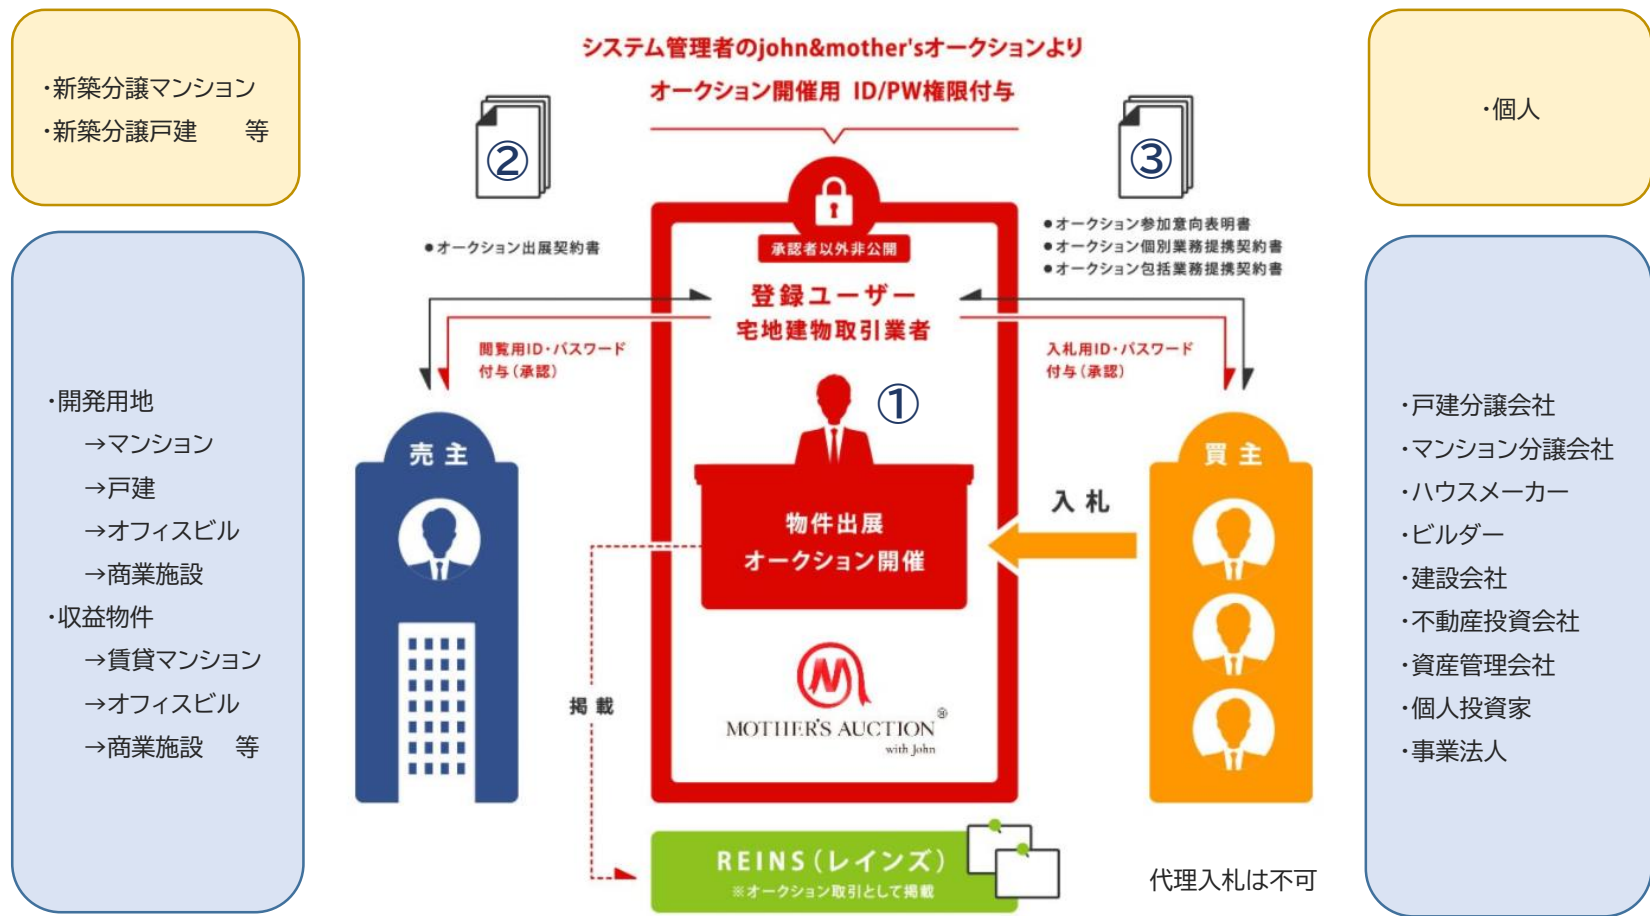 ・新築分譲マンション
・新築分譲戸建　等
システム管理者のjohn&mother'sオークションより
オークション開催用 ID/PW権限付与
・個人
②
③
●オークション出展契約書
承認者以外非公開
●オークション参加意向表明書
●オークション個別業務提携契約書
●オークション包括業務提携契約書
登録ユーザー
宅地建物取引業者
閲覧用ID・パスワード
付与(承認)
入札用ID・パスワード
付与(承認)
①
・開発用地
→マンション
→戸建
→オフィスビル
→商業施設
・収益物件
→賃貸マンション
→オフィスビル
→商業施設　等
売主
物件出展
オークション開催
入札
買主
・戸建分譲会社
・マンション分譲会社
・ハウスメーカー
・ビルダー
・建設会社
・不動産投資会社
・資産管理会社
・個人投資家
・事業法人
掲載
M
MOTHER'S AUCTION®
with John
REINS(レインズ)
※オークション取引として掲載
代理入札は不可